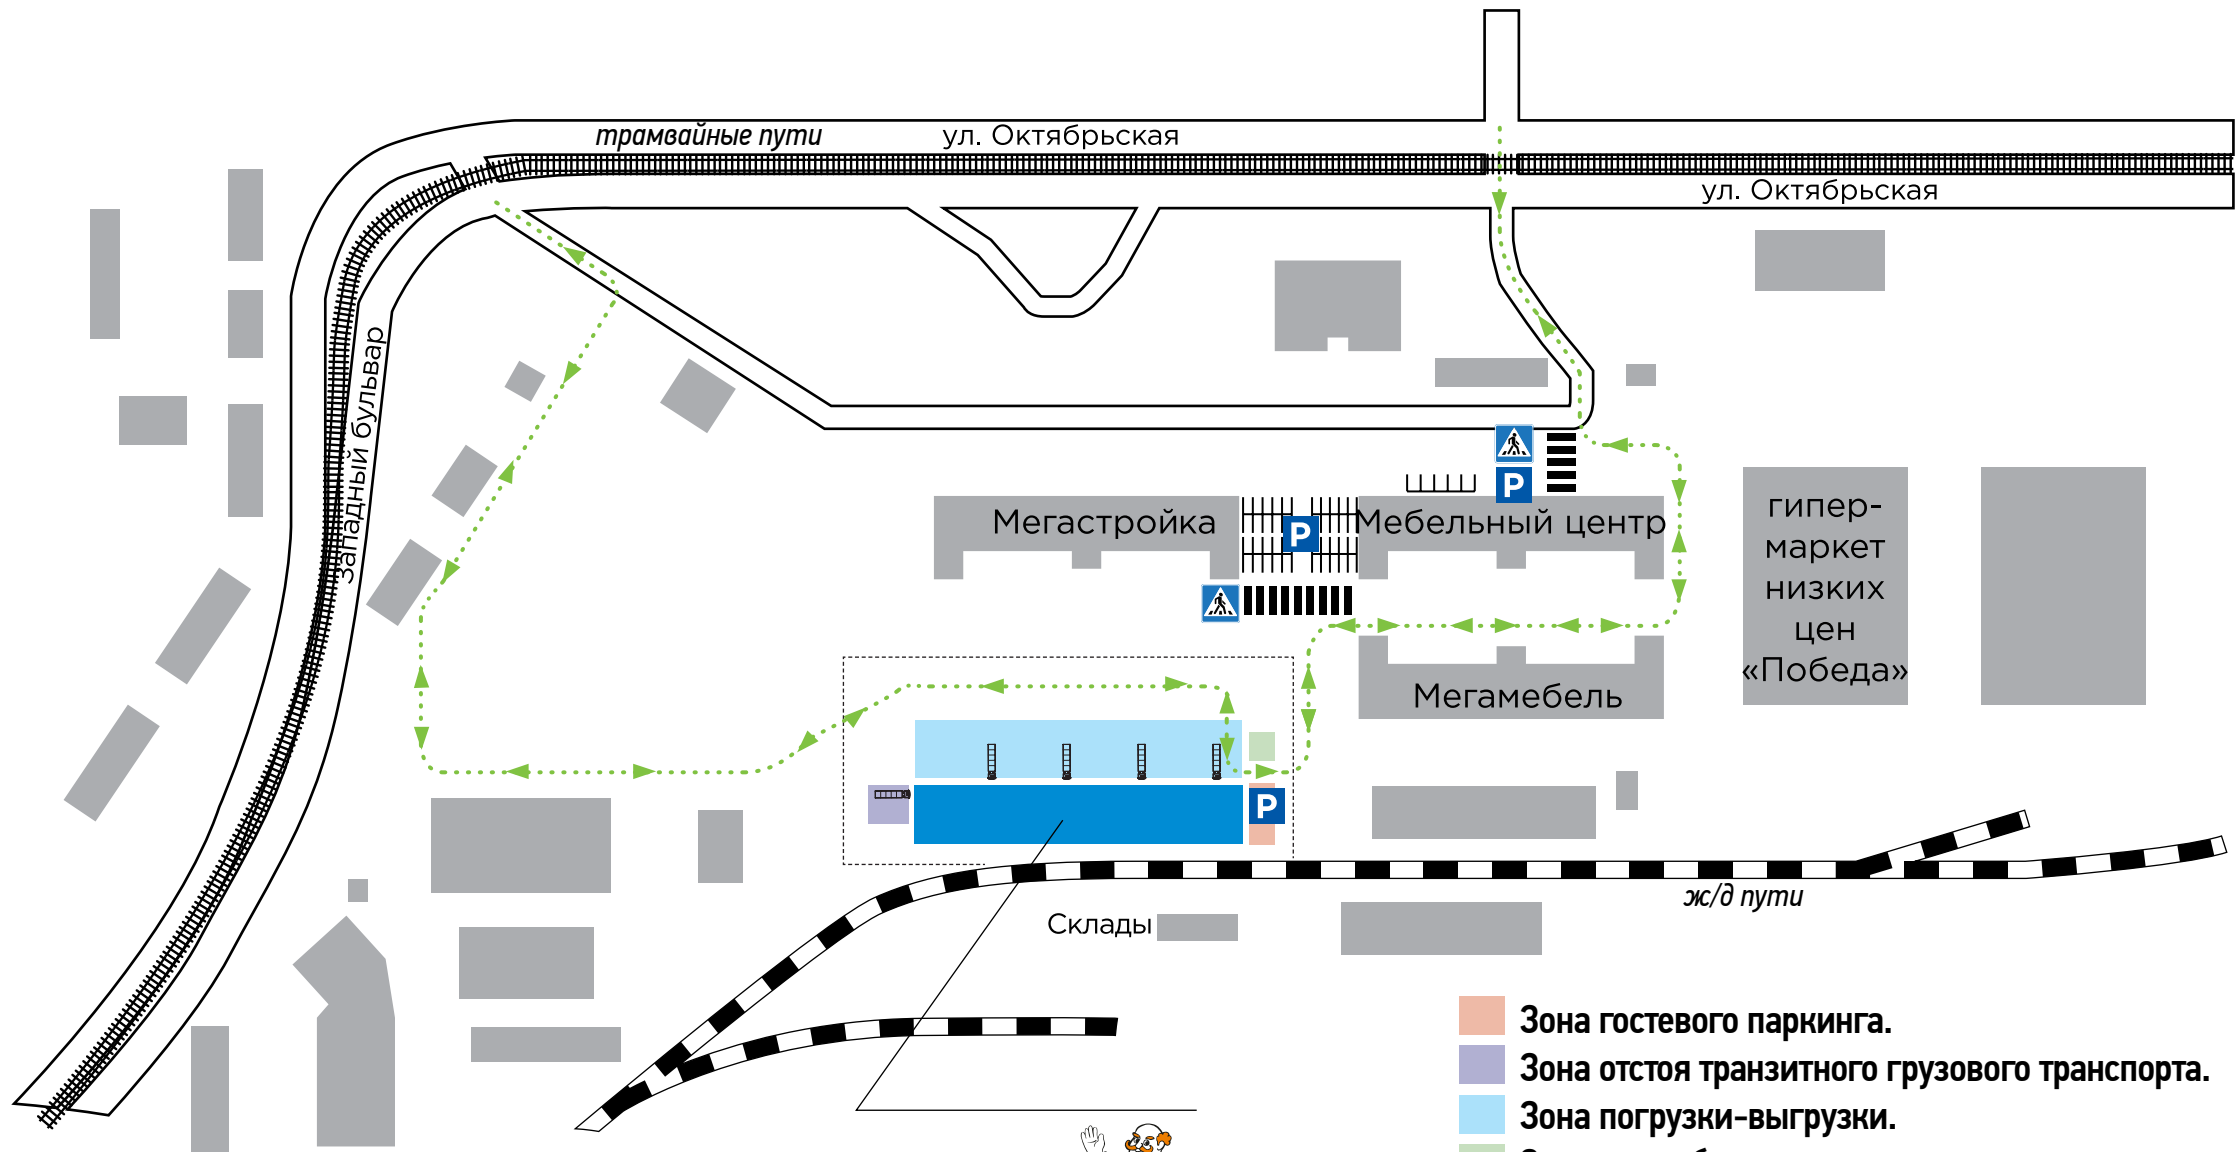 трамвайные пути
ул. Октябрьская
ул. Октябрьская
Западный бульвар
P
Мегастройка
P
Мебельный центр
гипер-
маркет
низких
цен
«Победа»
Мегамебель
P
ж/д пути
Склады
Зона гостевого паркинга.
Зона отстоя транзитного грузового транспорта.
Зона погрузки-выгрузки.